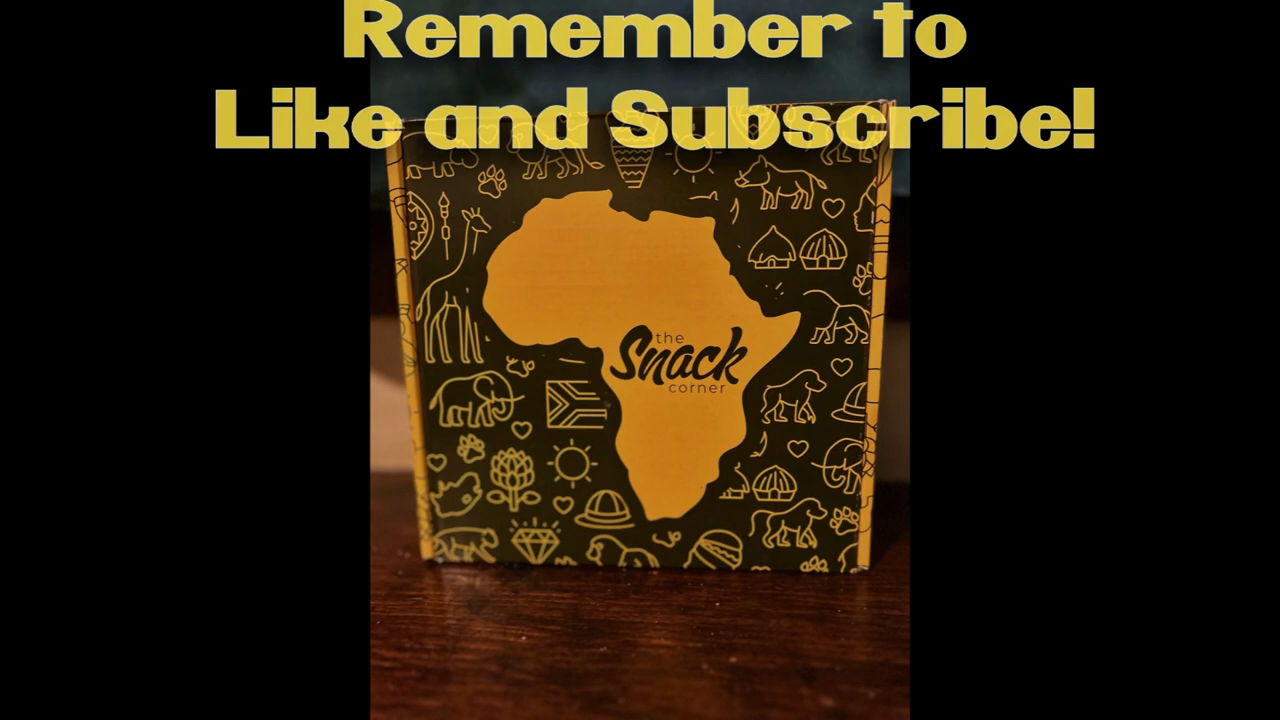 Remember to
Like and Subscribe!
the
Snack
corner